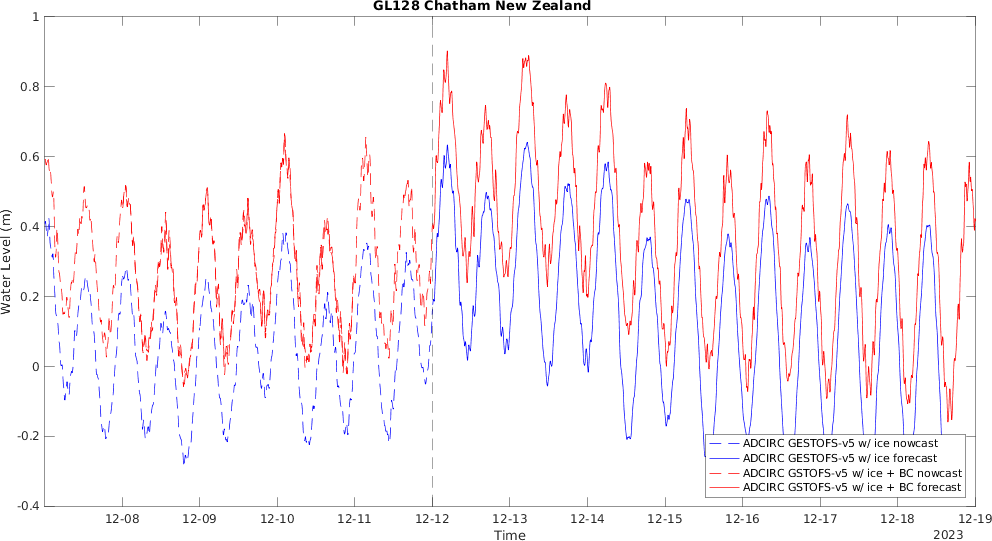 GL128 Chatham New Zealand
1
0.8
0.6
0.4
0.2
0
-0.2
-0.4
Water Level (m)
12-08 12-09 12-10 12-11 12-12 12-13 12-14 12-15 12-16 12-17 12-18 12-19
Time
2023
ADCIRC GESTOFS-v5 w/ ice nowcast
ADCIRC GESTOFS-v5 w/ ice forecast
ADCIRC GSTOFS-v5 w/ ice + BC nowcast
ADCIRC GSTOFS-v5 w/ ice + BC forecast